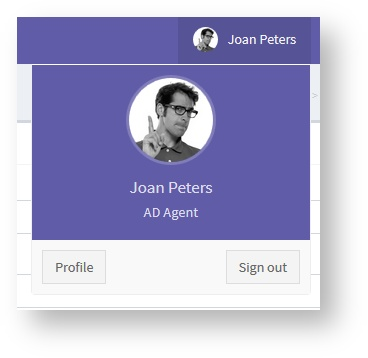 Joan Peters
>
Joan Peters
AD Agent
Profile
Sign out